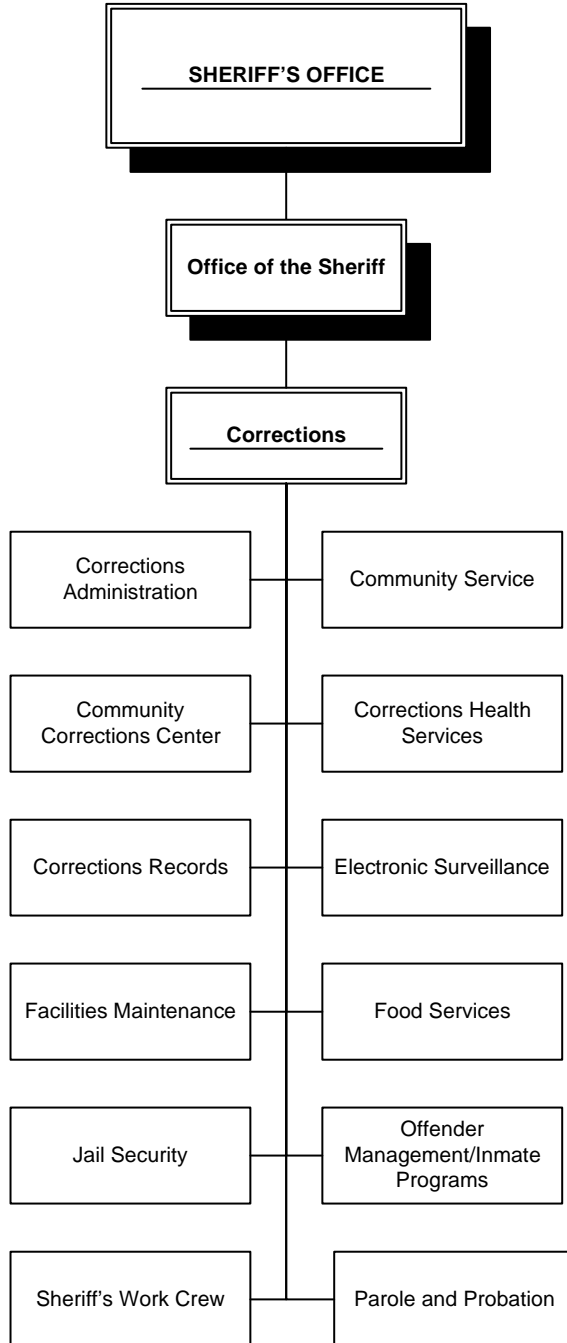 SHERIFF’S OFFICE
Office of the Sheriff
Corrections
Corrections
Administration
Community Service
Community
Corrections Center
Corrections Health
Services
Corrections Records
Electronic Surveillance
Facilities Maintenance
Food Services
Jail Security
Offender
Management/Inmate
Programs
Sheriff’s Work Crew
Parole and Probation